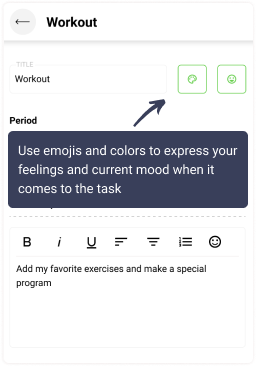 Workout
TITLE
Workout
Period
Use emojis and colors to express your
feelings and current mood when it
comes to the task
B i U
Add my favorite exercises and make a special
program